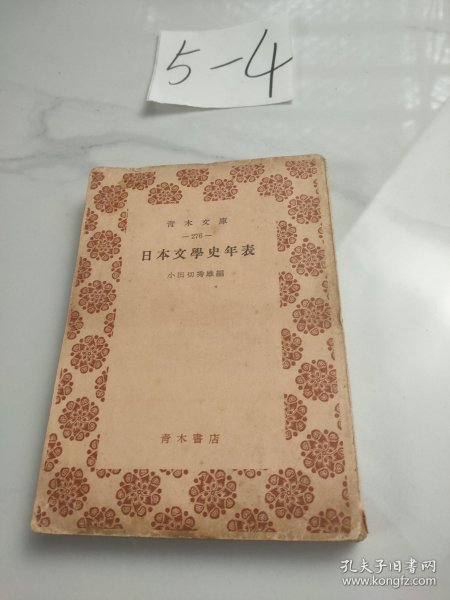 5-4
青木文庫
—276—
日本文學史年表
小田切秀雄編
青木書店
孔夫子旧书网
www.kongfz.com